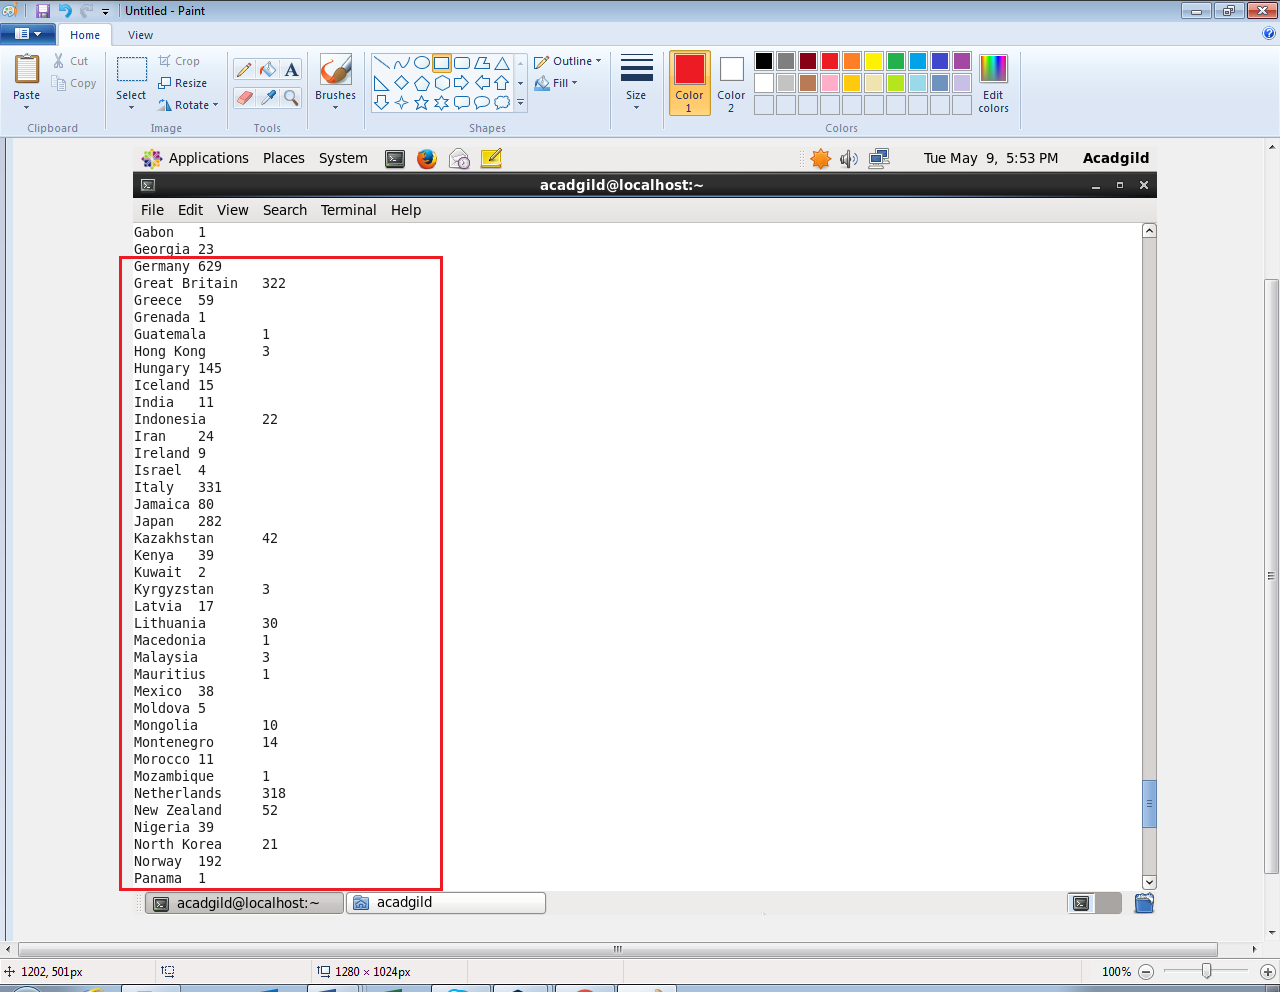 Untitled - Paint
Home View
Paste
Cut
Copy
Clipboard
Select
Crop
Resize
Rotate
Image
Tools
Brushes
Shapes
Outline
Fill
Size
Color 1
Color 2
Edit colors
Colors
Applications Places System Tue May 9, 5:53 PM Acadgild
acadgild@localhost:~
File Edit View Search Terminal Help
Gabon 1
Georgia 23
Germany 629
Great Britain 322
Greece 59
Grenada 1
Guatemala 1
Hong Kong 3
Hungary 145
Iceland 15
India 11
Indonesia 22
Iran 24
Ireland 9
Israel 4
Italy 331
Jamaica 80
Japan 282
Kazakhstan 42
Kenya 39
Kuwait 2
Kyrgyzstan 3
Latvia 17
Lithuania 30
Macedonia 1
Malaysia 3
Mauritius 1
Mexico 38
Moldova 5
Mongolia 10
Montenegro 14
Morocco 11
Mozambique 1
Netherlands 318
New Zealand 52
Nigeria 39
North Korea 21
Norway 192
Panama 1
acadgild@localhost:~ acadgild
1202, 501px 1280 × 1024px 100%